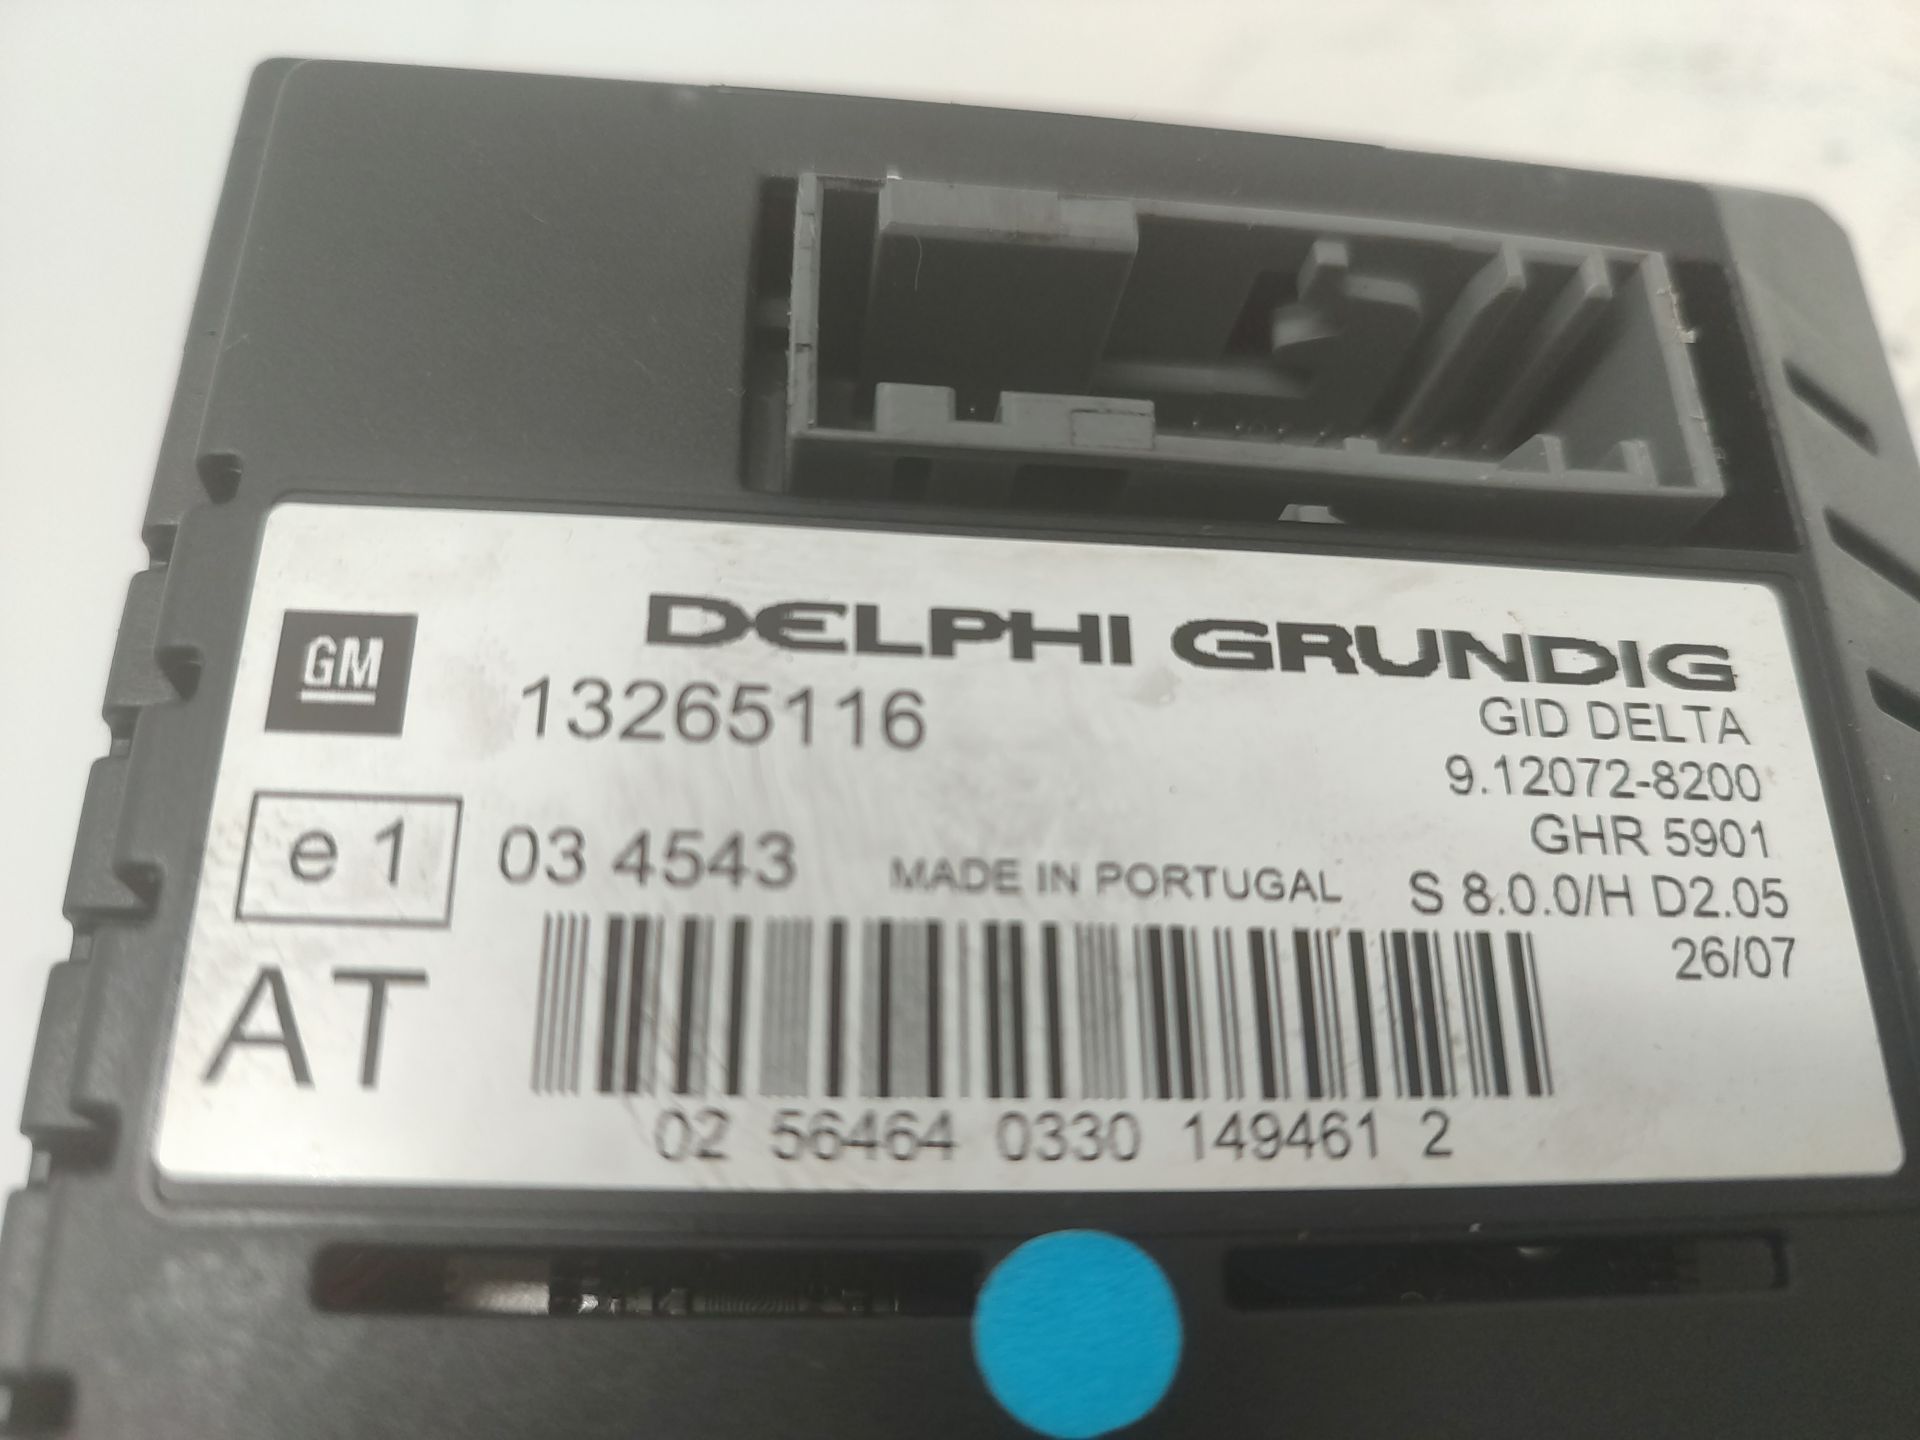 DELPHI GRUNDIG
GM
13265116
GID DELTA
9.12072-8200
GHR 5901
e1
03 4543
MADE IN PORTUGAL
S 8.0.0/H D2.05
26/07
AT
02 56464 0330 149461 2